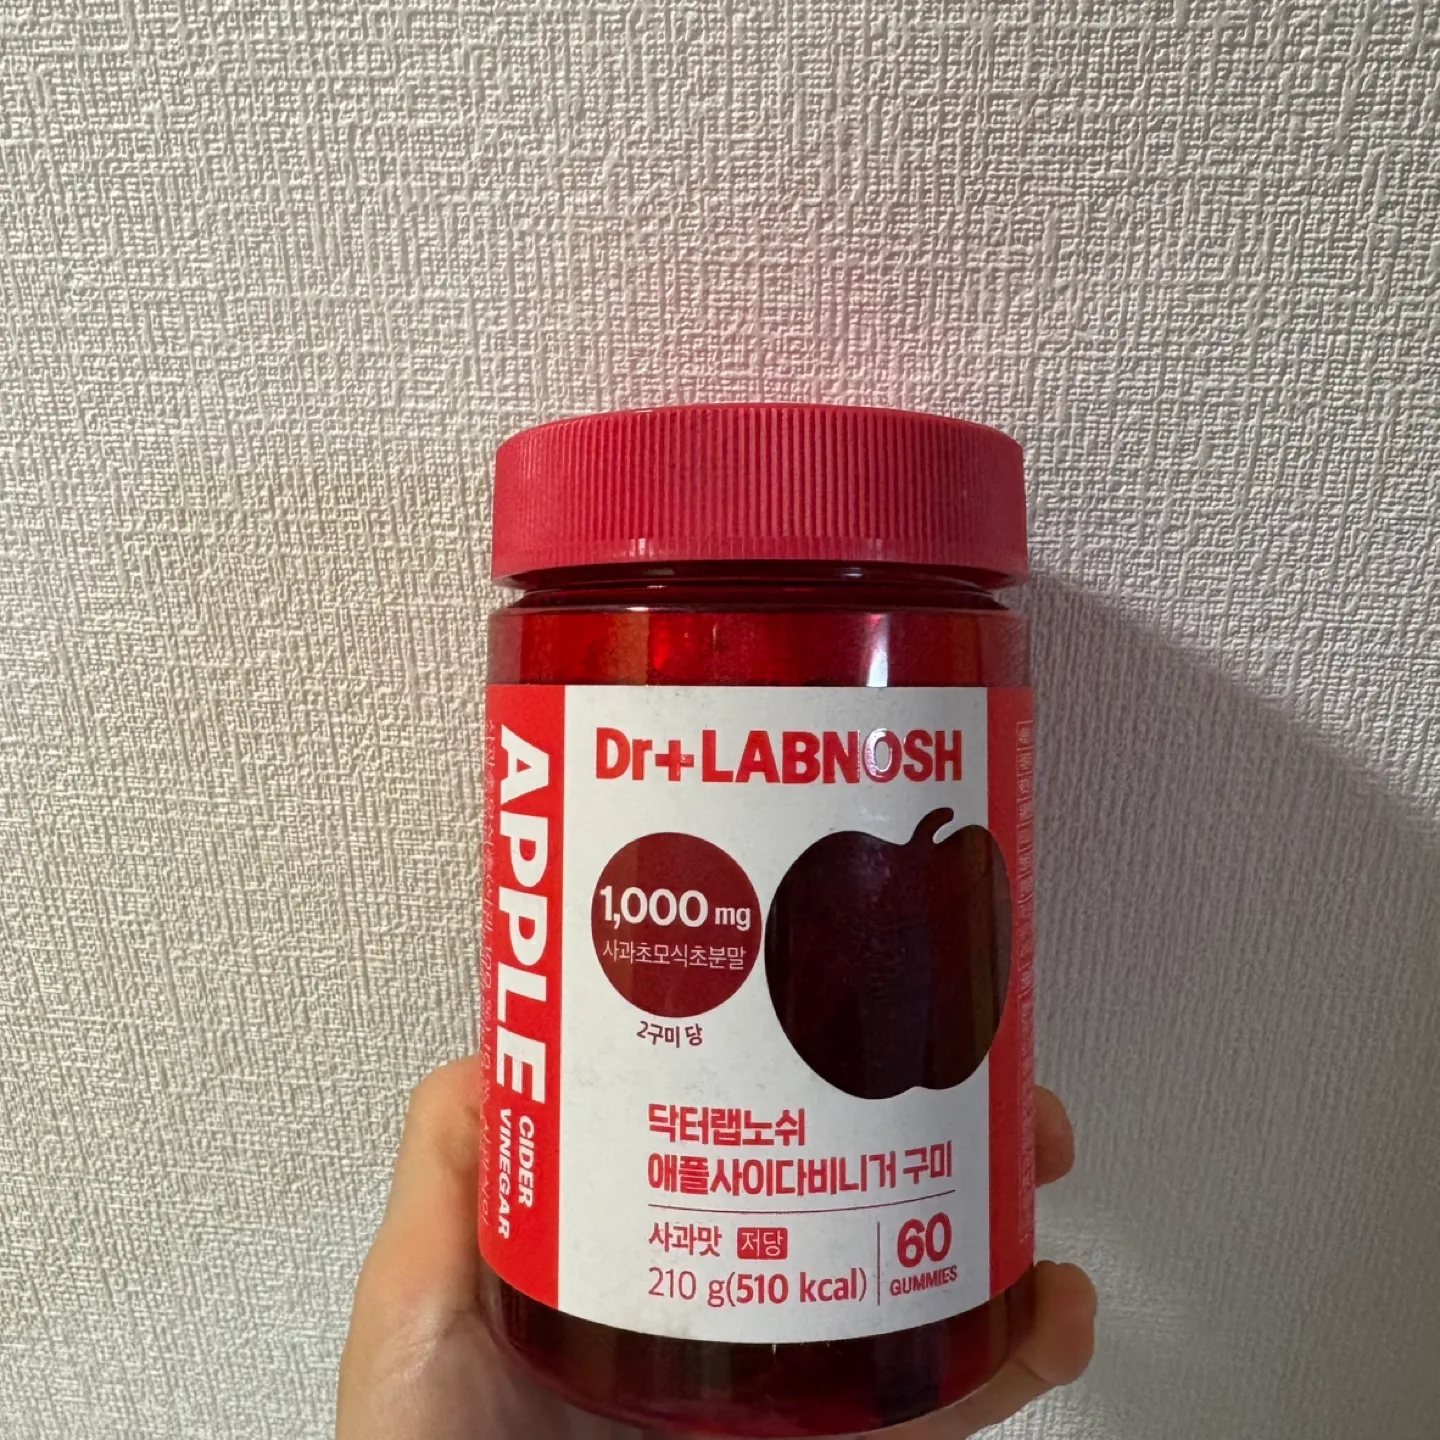 Dr+LABNOSH
1,000 mg
사과초모식초분말
2구미 당
닥터랩노쉬
애플사이다비니거 구미
사과맛 저당
210 g(510 kcal)
60
GUMMIES
APPLE
CIDER
VINEGAR